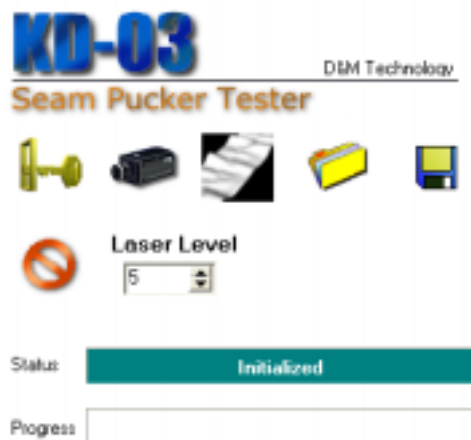 KD-03
D&M Technology
Seam Pucker Tester
Laser Level
5
Status
Initialized
Progress